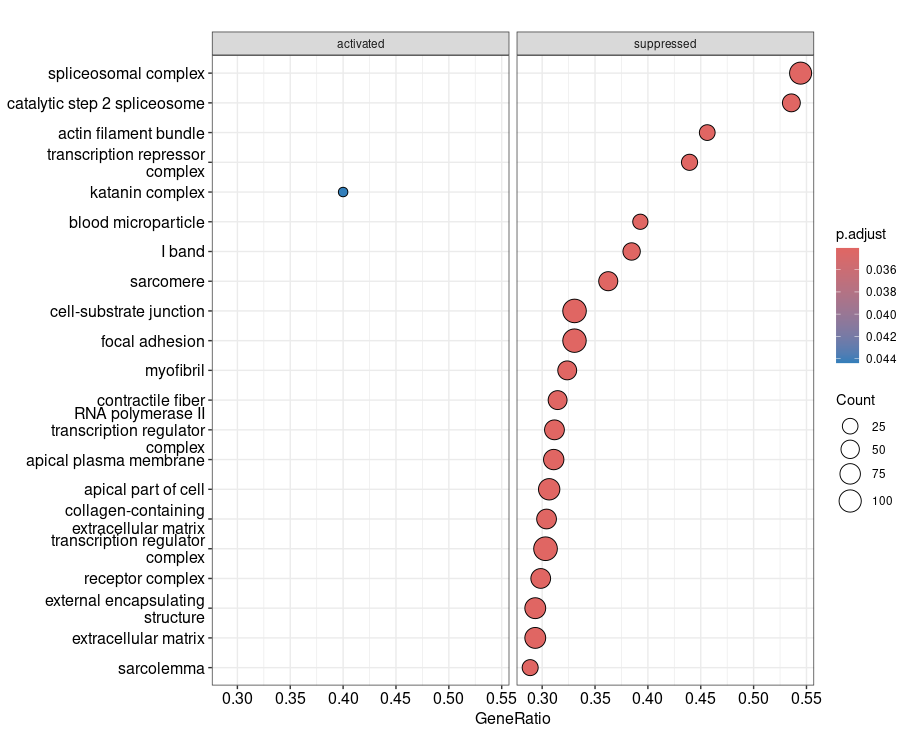 activated
suppressed
spliceosomal complex
catalytic step 2 spliceosome
actin filament bundle
transcription repressor
complex
katanin complex
blood microparticle
I band
sarcomere
cell-substrate junction
focal adhesion
myofibril
contractile fiber
RNA polymerase II
transcription regulator
complex
apical plasma membrane
apical part of cell
collagen-containing
extracellular matrix
transcription regulator
complex
receptor complex
external encapsulating
structure
extracellular matrix
sarcolemma
0.30 0.35 0.40 0.45 0.50 0.55
0.30 0.35 0.40 0.45 0.50 0.55
GeneRatio
p.adjust
0.036
0.038
0.040
0.042
0.044
Count
25
50
75
100